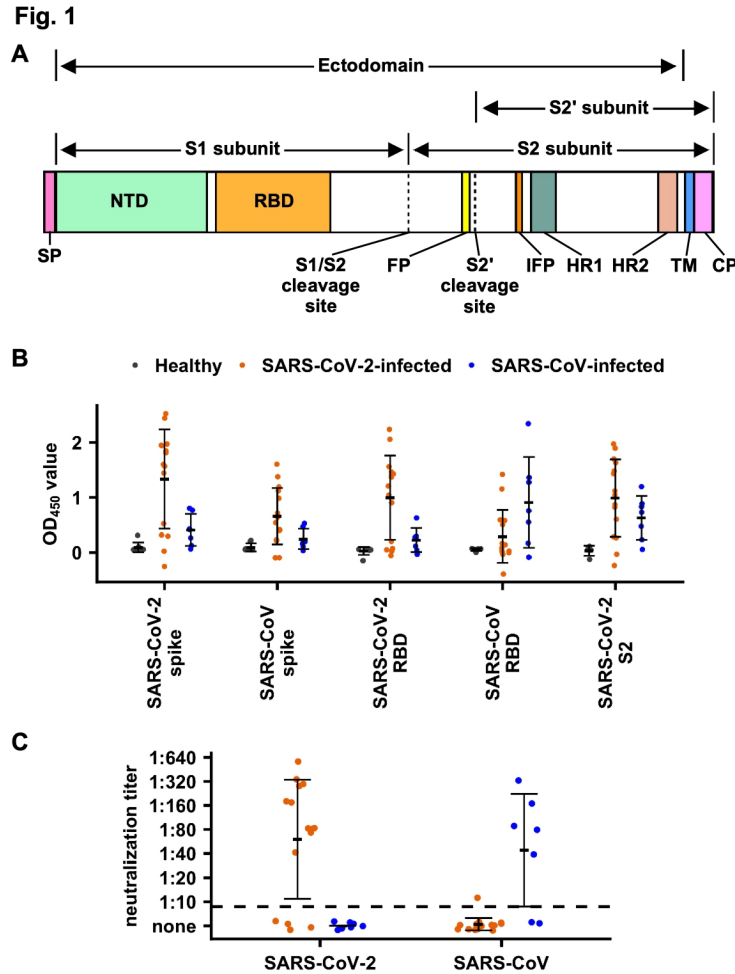 Fig. 1
A
Ectodomain
S2' subunit
S1 subunit
S2 subunit
NTD
RBD
SP
S1/S2
cleavage
site
FP
S2'
cleavage
site
IFP
HR1
HR2
TM
CP
B
Healthy
SARS-CoV-2-infected
SARS-CoV-infected
OD450 value
2
1
0
SARS-CoV-2
spike
SARS-CoV
spike
SARS-CoV-2
RBD
SARS-CoV
RBD
SARS-CoV-2
S2
C
neutralization titer
1:640
1:320
1:160
1:80
1:40
1:20
1:10
none
SARS-CoV-2
SARS-CoV